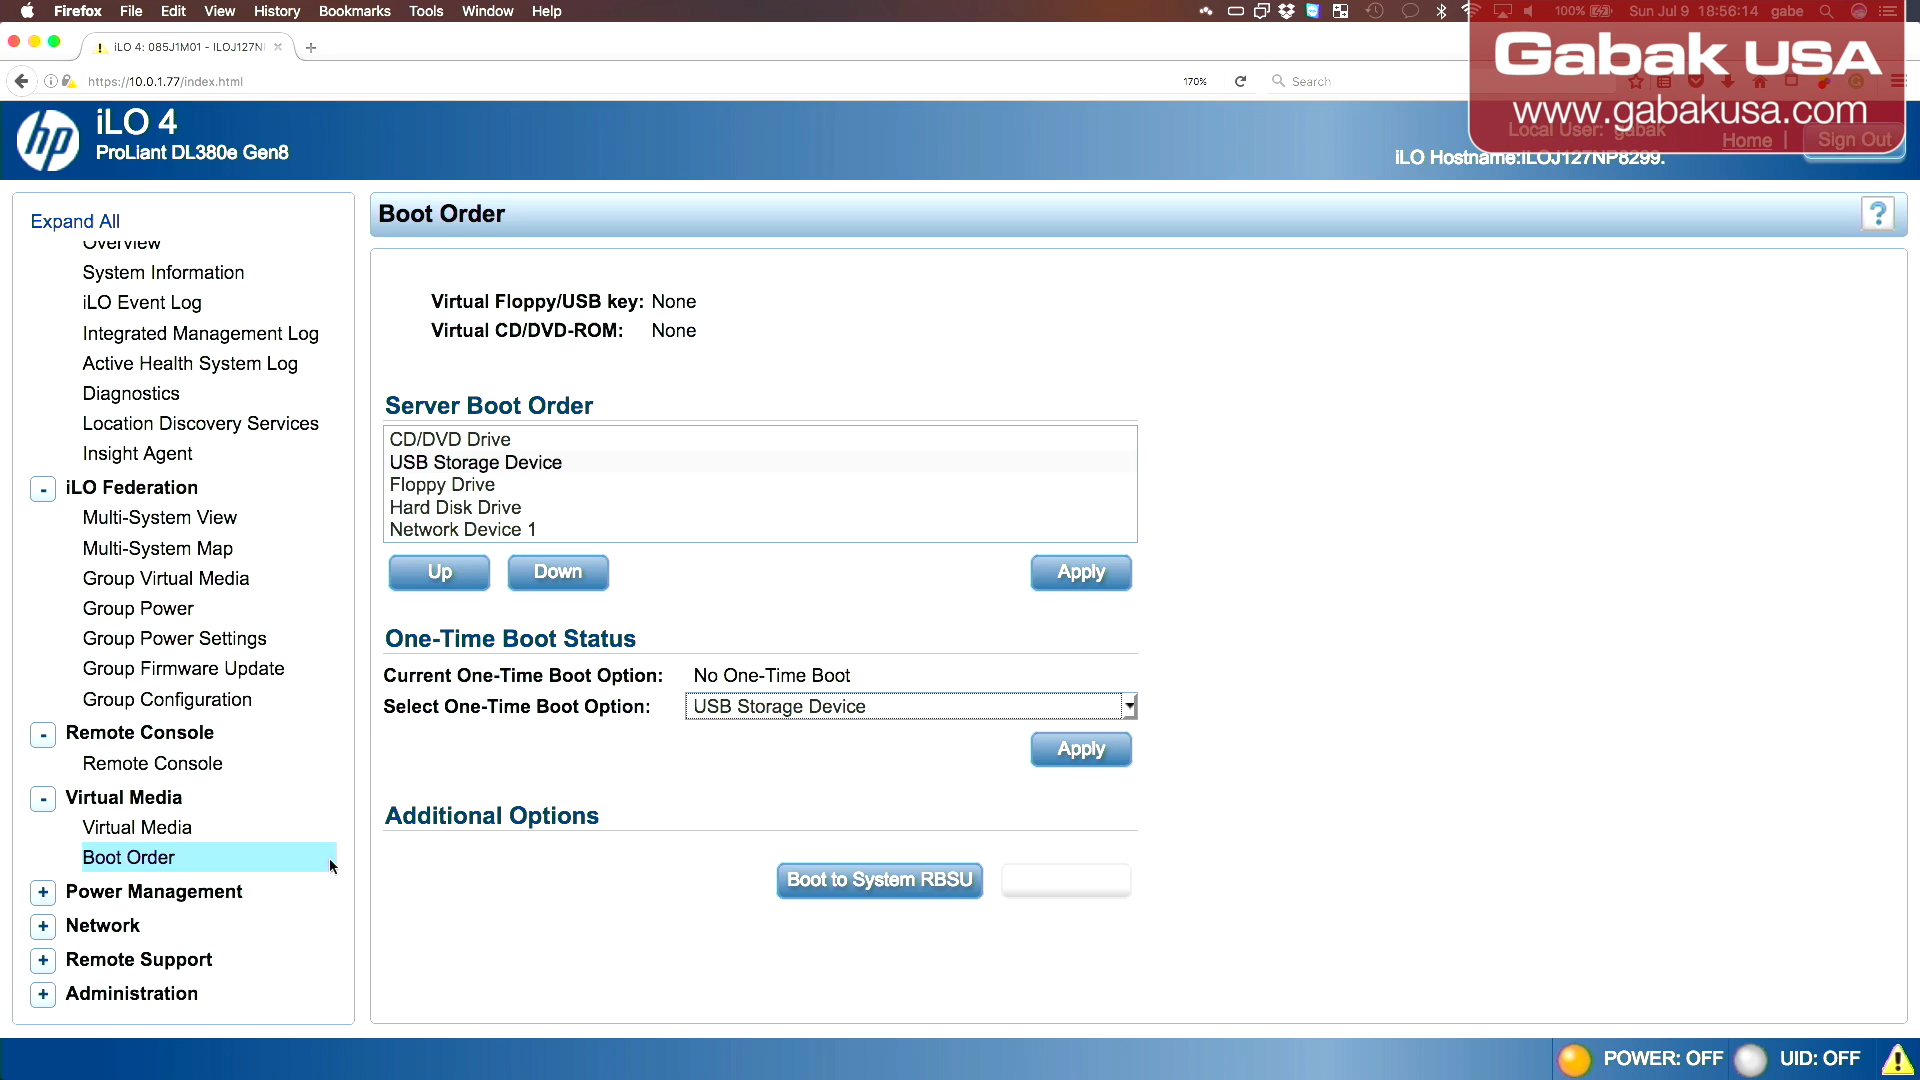 Firefox File Edit View History Bookmarks Tools Window Help
100% Sun Jul 9 18:56:14 gabe
iLO 4: 085J1M01 - ILOJ127N
https://10.0.1.77/index.html
170%
Search
Gabak USA
www.gabakusa.com
hp
iLO 4
ProLiant DL380e Gen8
Local User: gabak
Home | Sign Out
iLO Hostname:ILOJ127NP8299.
Expand All
Overview
System Information
iLO Event Log
Integrated Management Log
Active Health System Log
Diagnostics
Location Discovery Services
Insight Agent
- iLO Federation
Multi-System View
Multi-System Map
Group Virtual Media
Group Power
Group Power Settings
Group Firmware Update
Group Configuration
- Remote Console
Remote Console
- Virtual Media
Virtual Media
Boot Order
+ Power Management
+ Network
+ Remote Support
+ Administration
Boot Order
?
Virtual Floppy/USB key: None
Virtual CD/DVD-ROM: None
Server Boot Order
CD/DVD Drive
USB Storage Device
Floppy Drive
Hard Disk Drive
Network Device 1
Up Down Apply
One-Time Boot Status
Current One-Time Boot Option: No One-Time Boot
Select One-Time Boot Option: USB Storage Device
Apply
Additional Options
Boot to System RBSU
POWER: OFF UID: OFF